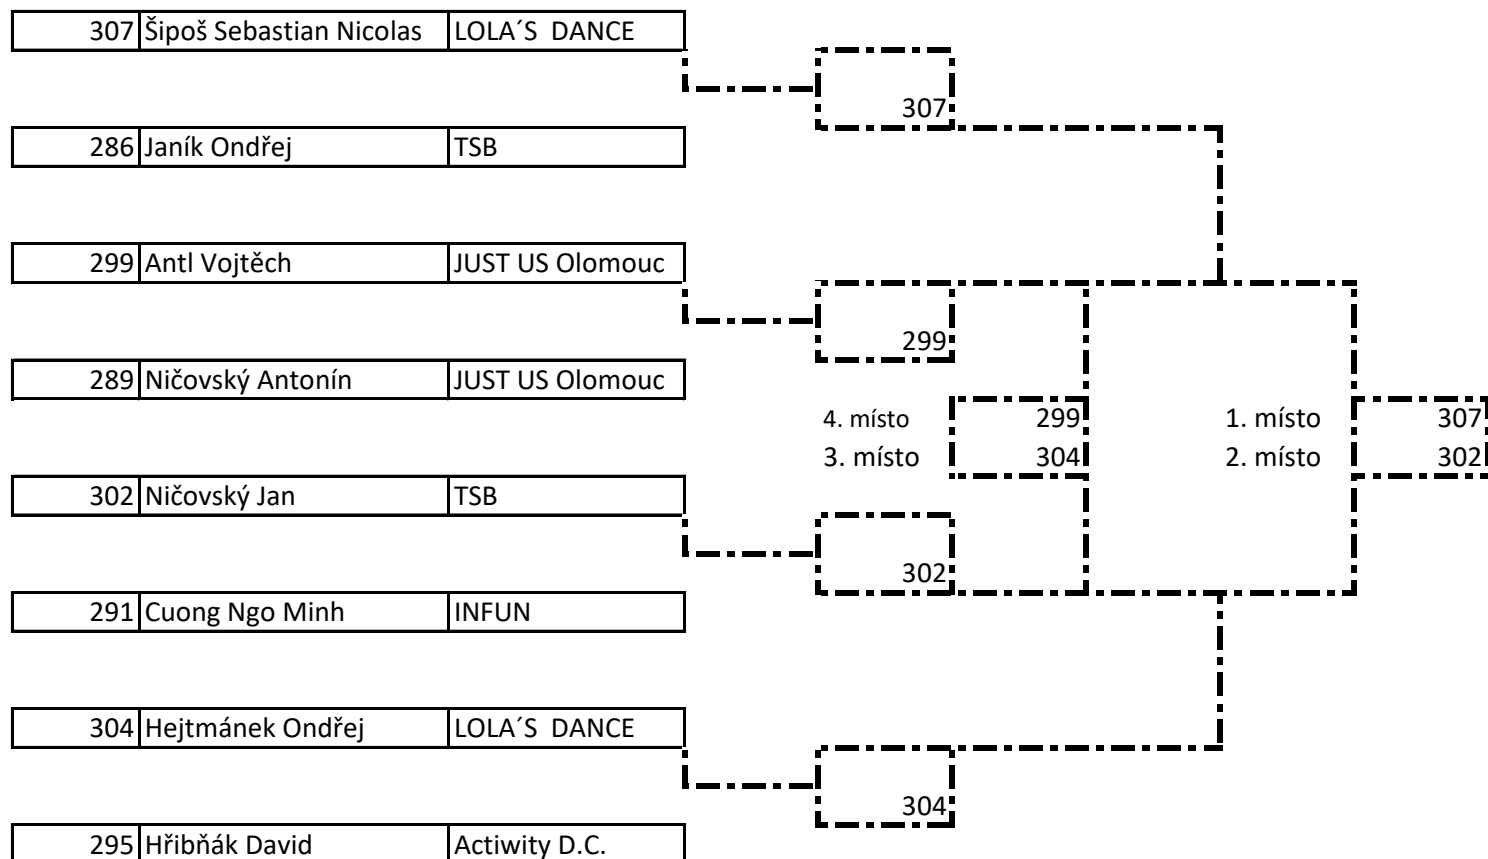 307 Šipoš Sebastian Nicolas LOLA´S  DANCE
307
286 Janík Ondřej TSB
299 Antl Vojtěch JUST US Olomouc
299
289 Ničovský Antonín JUST US Olomouc
4. místo 299 1. místo 307
3. místo 304 2. místo 302
302 Ničovský Jan TSB
302
291 Cuong Ngo Minh INFUN
304 Hejtmánek Ondřej LOLA´S  DANCE
304
295 Hřibňák David Actiwity D.C.